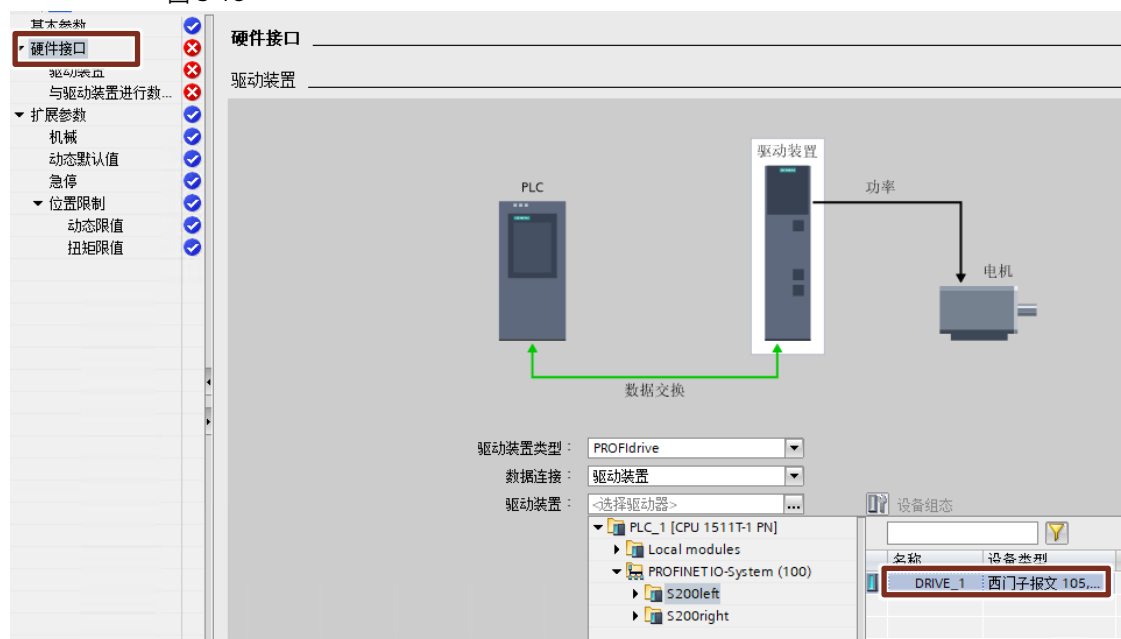 基本参数
硬件接口
驱动装置
与驱动装置进行数...
扩展参数
机械
动态默认值
急停
位置限制
动态限值
扭矩限值
硬件接口
驱动装置
PLC
驱动装置
功率
电机
数据交换
驱动装置类型：
PROFIdrive
数据连接：
驱动装置
驱动装置：
<选择驱动器>
...
设备组态
PLC_1 [CPU 1511T-1 PN]
Local modules
PROFINET IO-System (100)
S200left
S200right
名称
设备类型
DRIVE_1
西门子报文 105,...